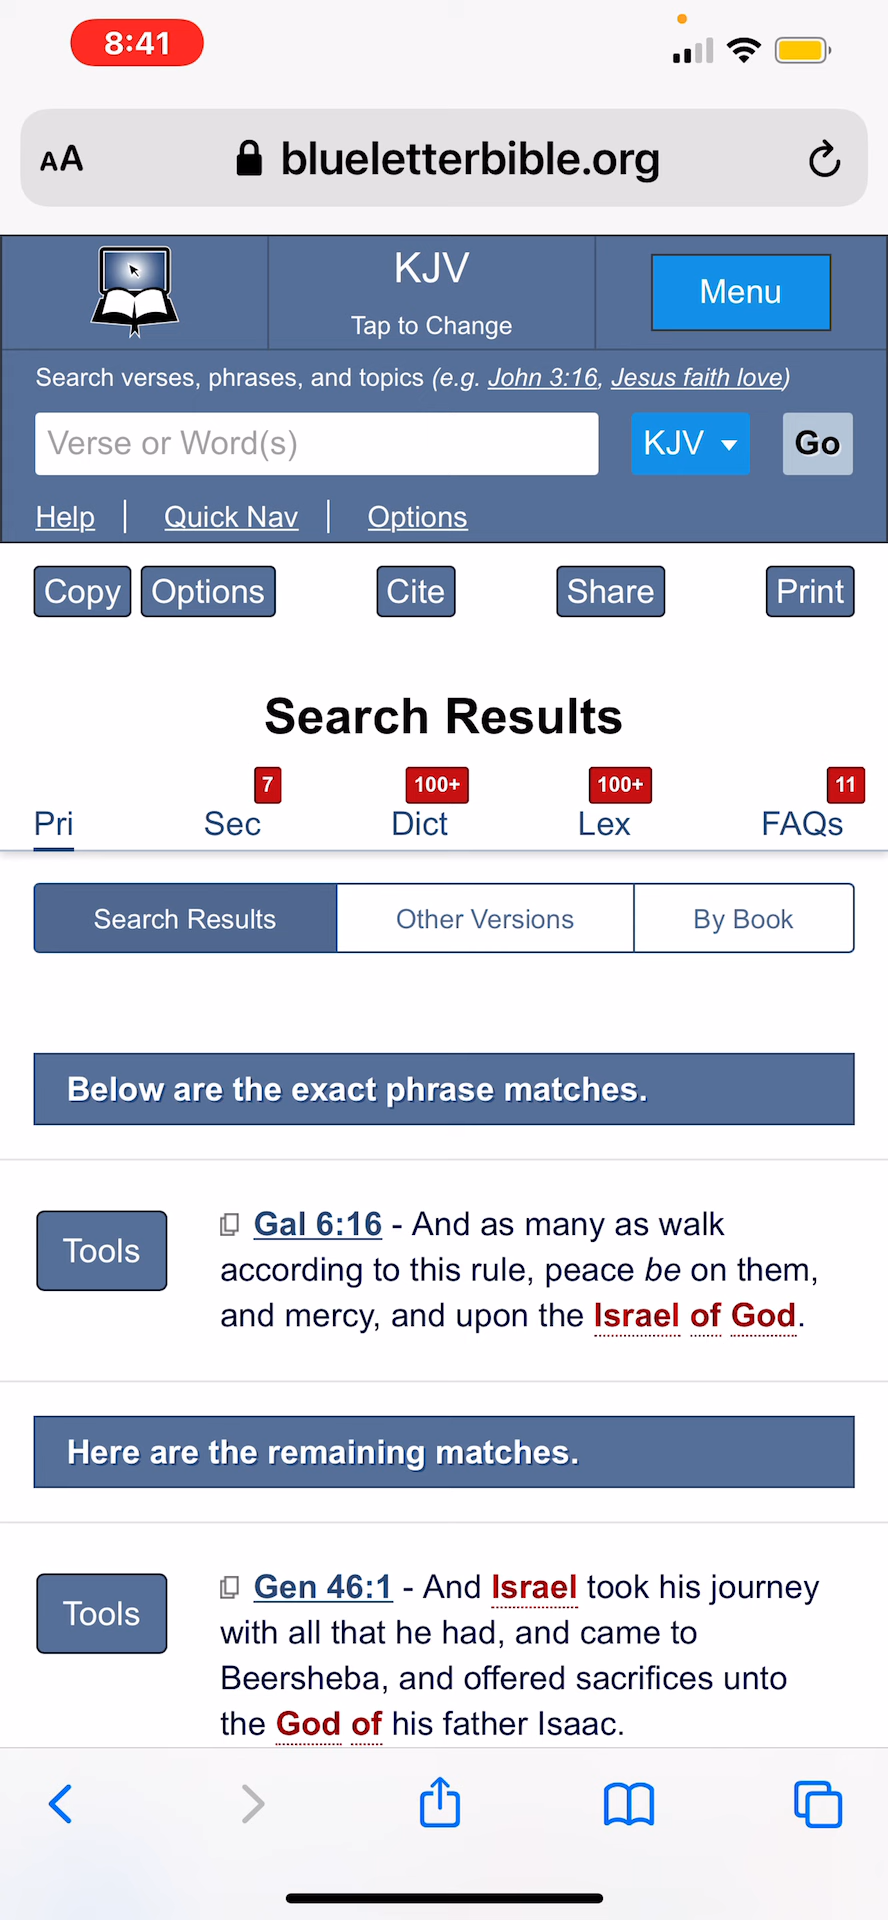 8:41
AA blueletterbible.org
KJV
Tap to Change
Menu
Search verses, phrases, and topics (e.g. John 3:16, Jesus faith love)
Verse or Word(s) KJV Go
Help | Quick Nav | Options
Copy Options Cite Share Print
Search Results
7 100+ 100+ 11
Pri Sec Dict Lex FAQs
Search Results Other Versions By Book
Below are the exact phrase matches.
Tools
Gal 6:16 - And as many as walk
according to this rule, peace be on them,
and mercy, and upon the Israel of God.
Here are the remaining matches.
Tools
Gen 46:1 - And Israel took his journey
with all that he had, and came to
Beersheba, and offered sacrifices unto
the God of his father Isaac.